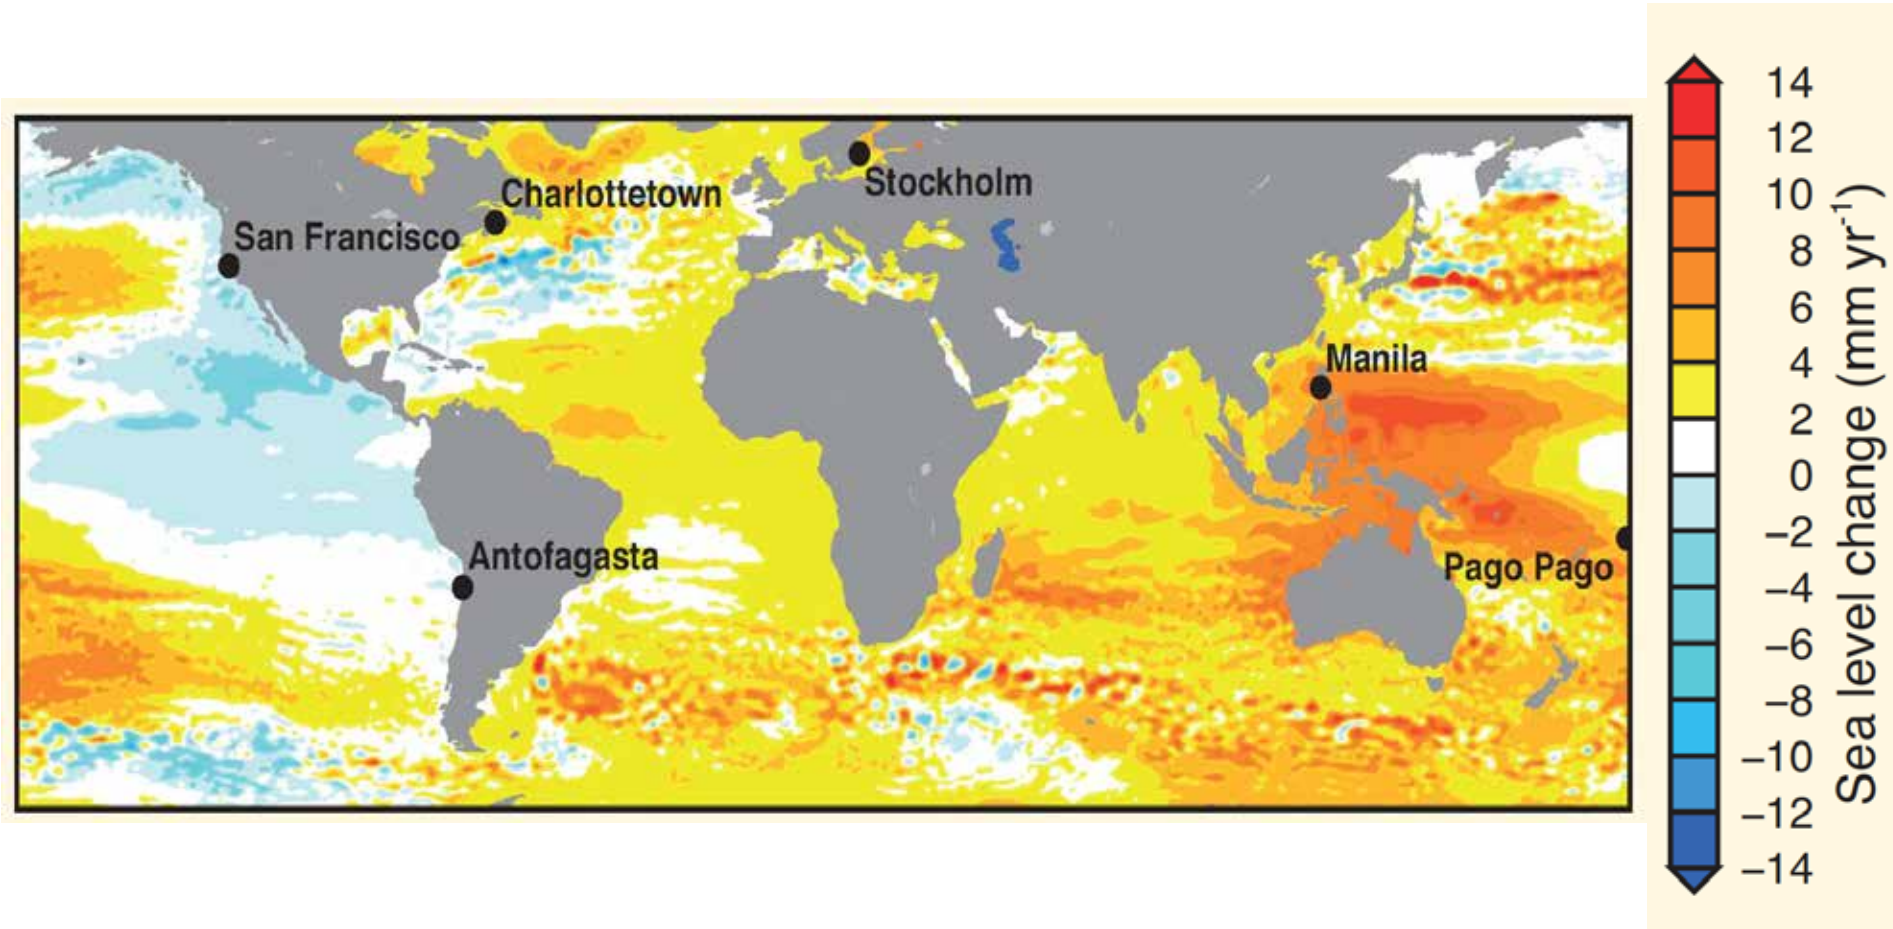 Charlottetown
Stockholm
San Francisco
Manila
Antofagasta
Pago Pago
14
12
10
8
6
4
2
0
−2
−4
−6
−8
−10
−12
−14
Sea level change (mm yr⁻¹)